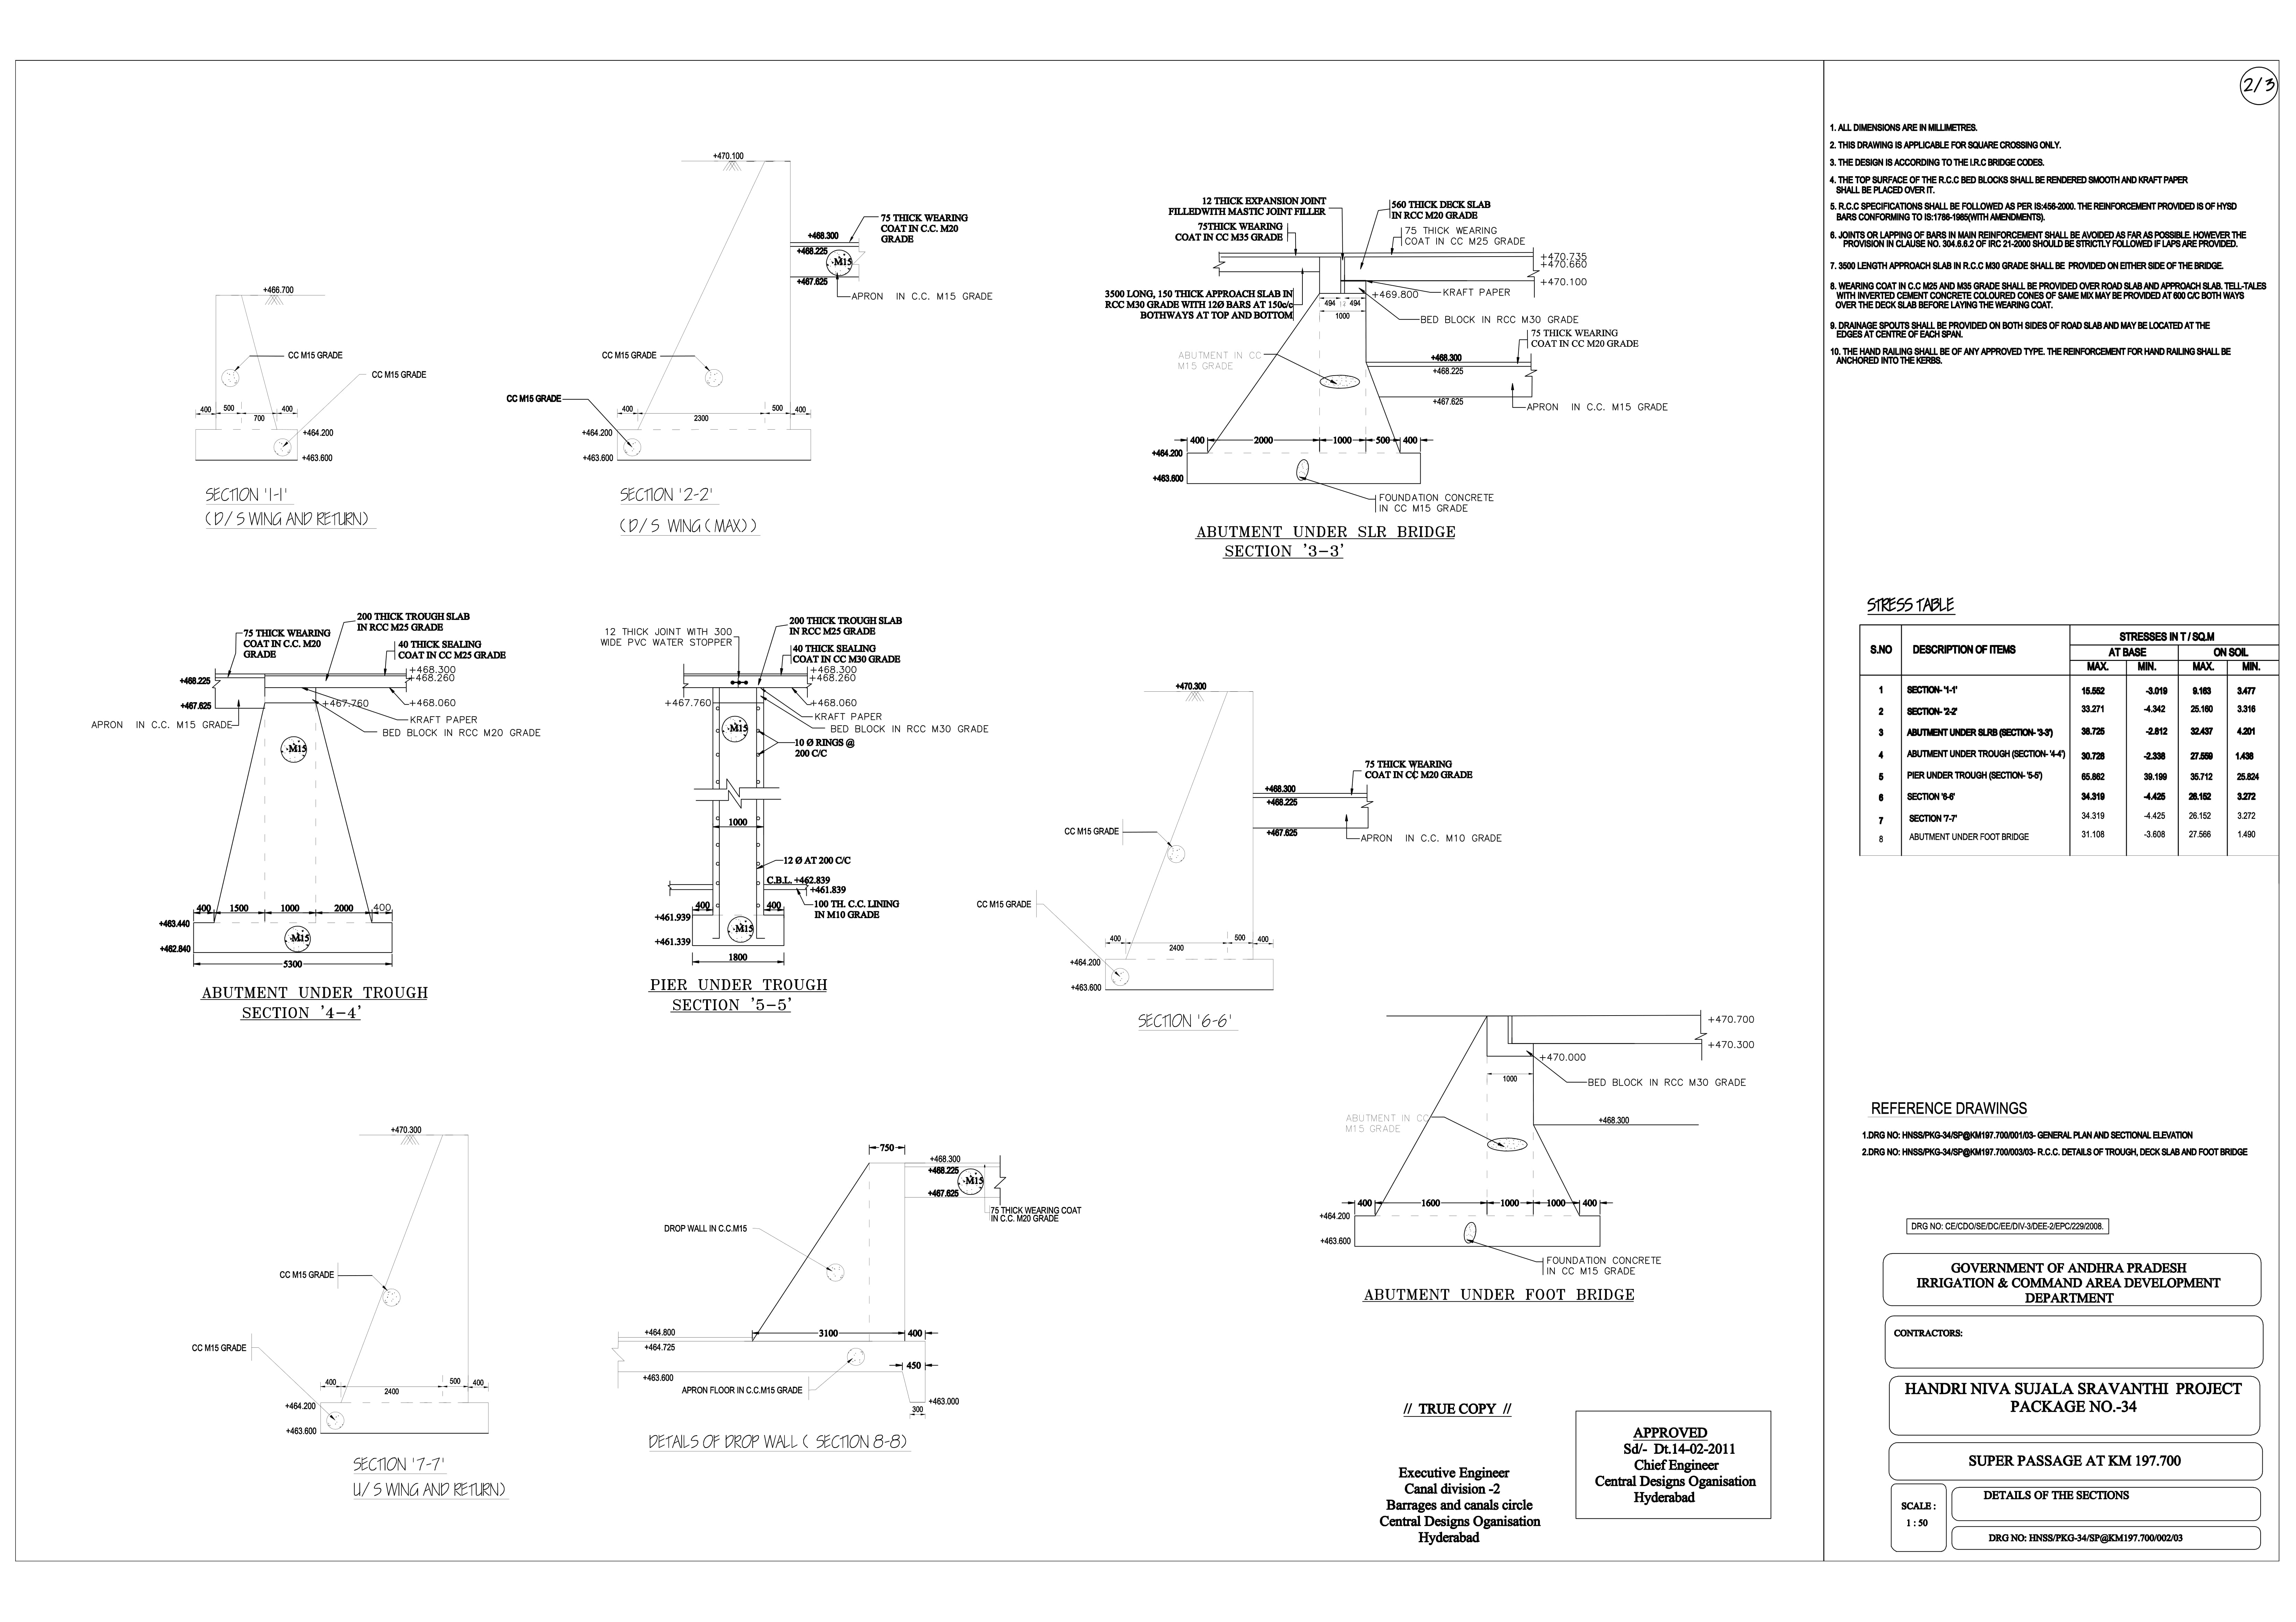 2/3
1. ALL DIMENSIONS ARE IN MILLIMETRES.
2. THIS DRAWING IS APPLICABLE FOR SQUARE CROSSING ONLY.
3. THE DESIGN IS ACCORDING TO THE I.R.C BRIDGE CODES.
4. THE TOP SURFACE OF THE R.C.C BED BLOCKS SHALL BE RENDERED SMOOTH AND KRAFT PAPER
SHALL BE PLACED OVER IT.
5. R.C.C SPECIFICATIONS SHALL BE FOLLOWED AS PER IS:456-2000. THE REINFORCEMENT PROVIDED IS OF HYSD
BARS CONFORMING TO IS:1786-1985(WITH AMENDMENTS).
6. JOINTS OR LAPPING OF BARS IN MAIN REINFORCEMENT SHALL BE AVOIDED AS FAR AS POSSIBLE. HOWEVER THE
PROVISION IN CLAUSE NO. 304.6.6.2 OF IRC 21-2000 SHOULD BE STRICTLY FOLLOWED IF LAPS ARE PROVIDED.
7. 3500 LENGTH APPROACH SLAB IN R.C.C M30 GRADE SHALL BE PROVIDED ON EITHER SIDE OF THE BRIDGE.
8. WEARING COAT IN C.C M25 AND M35 GRADE SHALL BE PROVIDED OVER ROAD SLAB AND APPROACH SLAB. TELL-TALES
WITH INVERTED CEMENT CONCRETE COLOURED CONES OF SAME MIX MAY BE PROVIDED AT 600 C/C BOTH WAYS
OVER THE DECK SLAB BEFORE LAYING THE WEARING COAT.
9. DRAINAGE SPOUTS SHALL BE PROVIDED ON BOTH SIDES OF ROAD SLAB AND MAY BE LOCATED AT THE
EDGES AT CENTRE OF EACH SPAN.
10. THE HAND RAILING SHALL BE OF ANY APPROVED TYPE. THE REINFORCEMENT FOR HAND RAILING SHALL BE
ANCHORED INTO THE KERBS.
+466.700
CC M15 GRADE
CC M15 GRADE
400 500 700 400
+464.200
+463.600
SECTION '1-1'
(D/S WING AND RETURN)
+470.100
75 THICK WEARING
COAT IN C.C. M20
GRADE
+468.300
+468.225
M15
+467.625
APRON IN C.C. M15 GRADE
CC M15 GRADE
CC M15 GRADE
400 2300 500 400
+464.200
+463.600
SECTION '2-2'
(D/S WING (MAX))
12 THICK EXPANSION JOINT
FILLEDWITH MASTIC JOINT FILLER
560 THICK DECK SLAB
IN RCC M20 GRADE
75THICK WEARING
COAT IN CC M35 GRADE
75 THICK WEARING
COAT IN CC M25 GRADE
+470.735
+470.660
+470.100
3500 LONG, 150 THICK APPROACH SLAB IN
RCC M30 GRADE WITH 12Ø BARS AT 150c/c
BOTHWAYS AT TOP AND BOTTOM
+469.800
KRAFT PAPER
494 12 494
1000
BED BLOCK IN RCC M30 GRADE
75 THICK WEARING
COAT IN CC M20 GRADE
ABUTMENT IN CC
M15 GRADE
+468.300
+468.225
+467.625
APRON IN C.C. M15 GRADE
400 2000 1000 500 400
+464.200
+463.600
FOUNDATION CONCRETE
IN CC M15 GRADE
ABUTMENT UNDER SLR BRIDGE
SECTION '3-3'
200 THICK TROUGH SLAB
IN RCC M25 GRADE
75 THICK WEARING
COAT IN C.C. M20
GRADE
40 THICK SEALING
COAT IN CC M25 GRADE
+468.300
+468.260
+468.225
+467.625
+467.760
+468.060
KRAFT PAPER
APRON IN C.C. M15 GRADE
BED BLOCK IN RCC M20 GRADE
M15
400 1500 1000 2000 400
+463.440
M15
+462.840
5300
ABUTMENT UNDER TROUGH
SECTION '4-4'
12 THICK JOINT WITH 300
WIDE PVC WATER STOPPER
200 THICK TROUGH SLAB
IN RCC M25 GRADE
40 THICK SEALING
COAT IN CC M30 GRADE
+468.300
+468.260
+467.760
+468.060
KRAFT PAPER
M15
BED BLOCK IN RCC M30 GRADE
10 Ø RINGS @
200 C/C
1000
12 Ø AT 200 C/C
C.B.L. +462.839
+461.839
400 400
100 TH. C.C. LINING
IN M10 GRADE
+461.939
M15
+461.339
1800
PIER UNDER TROUGH
SECTION '5-5'
+470.300
75 THICK WEARING
COAT IN CC M20 GRADE
+468.300
+468.225
+467.625
APRON IN C.C. M10 GRADE
CC M15 GRADE
CC M15 GRADE
400 2400 500 400
+464.200
+463.600
SECTION '6-6'
+470.700
+470.300
+470.000
BED BLOCK IN RCC M30 GRADE
1000
ABUTMENT IN CC
M15 GRADE
+468.300
400 1600 1000 1000 400
+464.200
+463.600
FOUNDATION CONCRETE
IN CC M15 GRADE
ABUTMENT UNDER FOOT BRIDGE
+470.300
CC M15 GRADE
CC M15 GRADE
400 2400 500 400
+464.200
+463.600
SECTION '7-7'
U/S WING AND RETURN)
750
+468.300
+468.225
M15
+467.625
75 THICK WEARING COAT
IN C.C. M20 GRADE
DROP WALL IN C.C.M15
+464.800
3100 400
+464.725
450
+463.600
APRON FLOOR IN C.C.M15 GRADE
+463.000
300
DETAILS OF DROP WALL ( SECTION 8-8)
// TRUE COPY //
Executive Engineer
Canal division -2
Barrages and canals circle
Central Designs Oganisation
Hyderabad
APPROVED
Sd/- Dt.14-02-2011
Chief Engineer
Central Designs Oganisation
Hyderabad
STRESS TABLE
S.NO DESCRIPTION OF ITEMS STRESSES IN T / SQ.M
AT BASE ON SOIL
MAX. MIN. MAX. MIN.
1 SECTION- '1-1' 15.552 -3.019 9.163 3.477
2 SECTION- '2-2' 33.271 -4.342 25.160 3.316
3 ABUTMENT UNDER SLRB (SECTION- '3-3') 38.725 -2.812 32.437 4.201
4 ABUTMENT UNDER TROUGH (SECTION- '4-4') 30.728 -2.338 27.559 1.438
5 PIER UNDER TROUGH (SECTION- '5-5') 65.862 39.199 35.712 25.824
6 SECTION '6-6' 34.319 -4.425 26.152 3.272
7 SECTION '7-7' 34.319 -4.425 26.152 3.272
8 ABUTMENT UNDER FOOT BRIDGE 31.108 -3.608 27.566 1.490
REFERENCE DRAWINGS
1.DRG NO: HNSS/PKG-34/SP@KM197.700/001/03- GENERAL PLAN AND SECTIONAL ELEVATION
2.DRG NO: HNSS/PKG-34/SP@KM197.700/003/03- R.C.C. DETAILS OF TROUGH, DECK SLAB AND FOOT BRIDGE
DRG NO: CE/CDO/SE/DC/EE/DIV-3/DEE-2/EPC/229/2008.
GOVERNMENT OF ANDHRA PRADESH
IRRIGATION & COMMAND AREA DEVELOPMENT
DEPARTMENT
CONTRACTORS:
HANDRI NIVA SUJALA SRAVANTHI PROJECT
PACKAGE NO.-34
SUPER PASSAGE AT KM 197.700
SCALE :
1 : 50
DETAILS OF THE SECTIONS
DRG NO: HNSS/PKG-34/SP@KM197.700/002/03